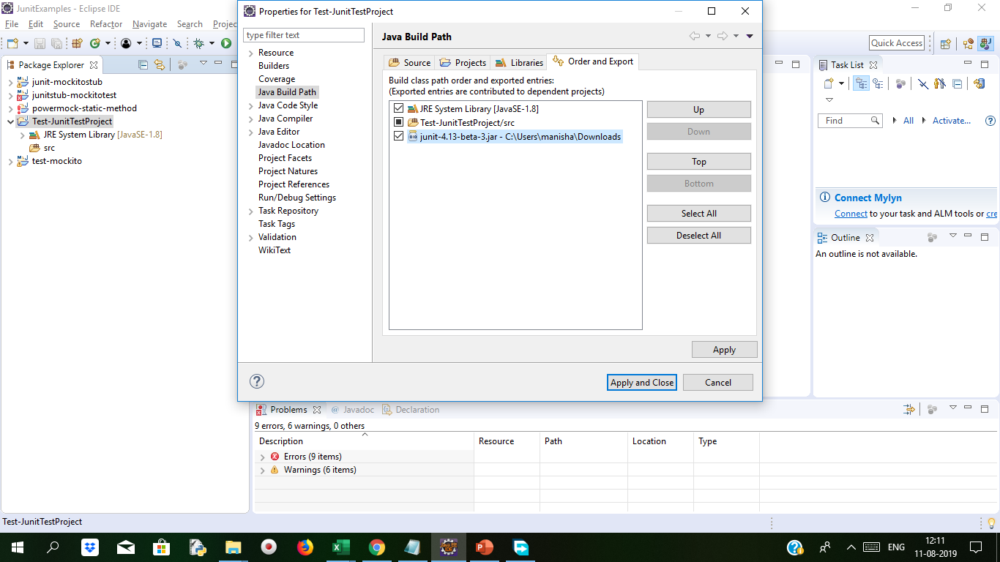 JunitExamples - Eclipse IDE
File Edit Source Refactor Navigate Search Projec
Quick Access
Package Explorer
junit-mockitostub
junitstub-mockitotest
powermock-static-method
Test-JunitTestProject
JRE System Library [JavaSE-1.8]
src
test-mockito
Properties for Test-JunitTestProject
type filter text
Resource
Builders
Coverage
Java Build Path
Java Code Style
Java Compiler
Java Editor
Javadoc Location
Project Facets
Project Natures
Project References
Run/Debug Settings
Task Repository
Task Tags
Validation
WikiText
Java Build Path
Source Projects Libraries Order and Export
Build class path order and exported entries:
(Exported entries are contributed to dependent projects)
JRE System Library [JavaSE-1.8]
Test-JunitTestProject/src
junit-4.13-beta-3.jar - C:\Users\manisha\Downloads
Up
Down
Top
Bottom
Select All
Deselect All
Apply
Apply and Close Cancel
Task List
Find All Activate...
Connect Mylyn
Connect to your task and ALM tools or cre
Outline
An outline is not available.
Problems @ Javadoc Declaration
9 errors, 6 warnings, 0 others
Description Resource Path Location Type
Errors (9 items)
Warnings (6 items)
Test-JunitTestProject
ENG
12:11
11-08-2019